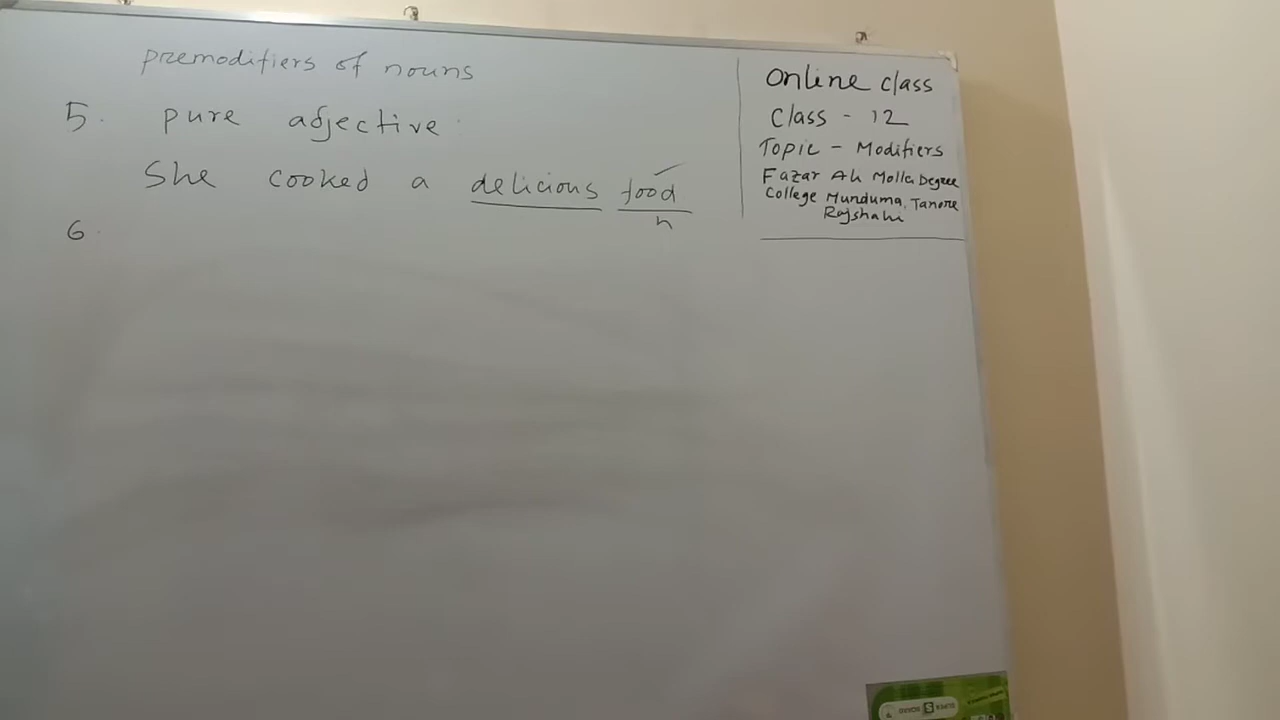 premodifiers of nouns
5. pure adjective
She cooked a delicious food
n
6.
Online class
Class - 12
Topic - Modifiers
Fazar Ali Molla Degree
College Munduma, Tanore
Rajshahi